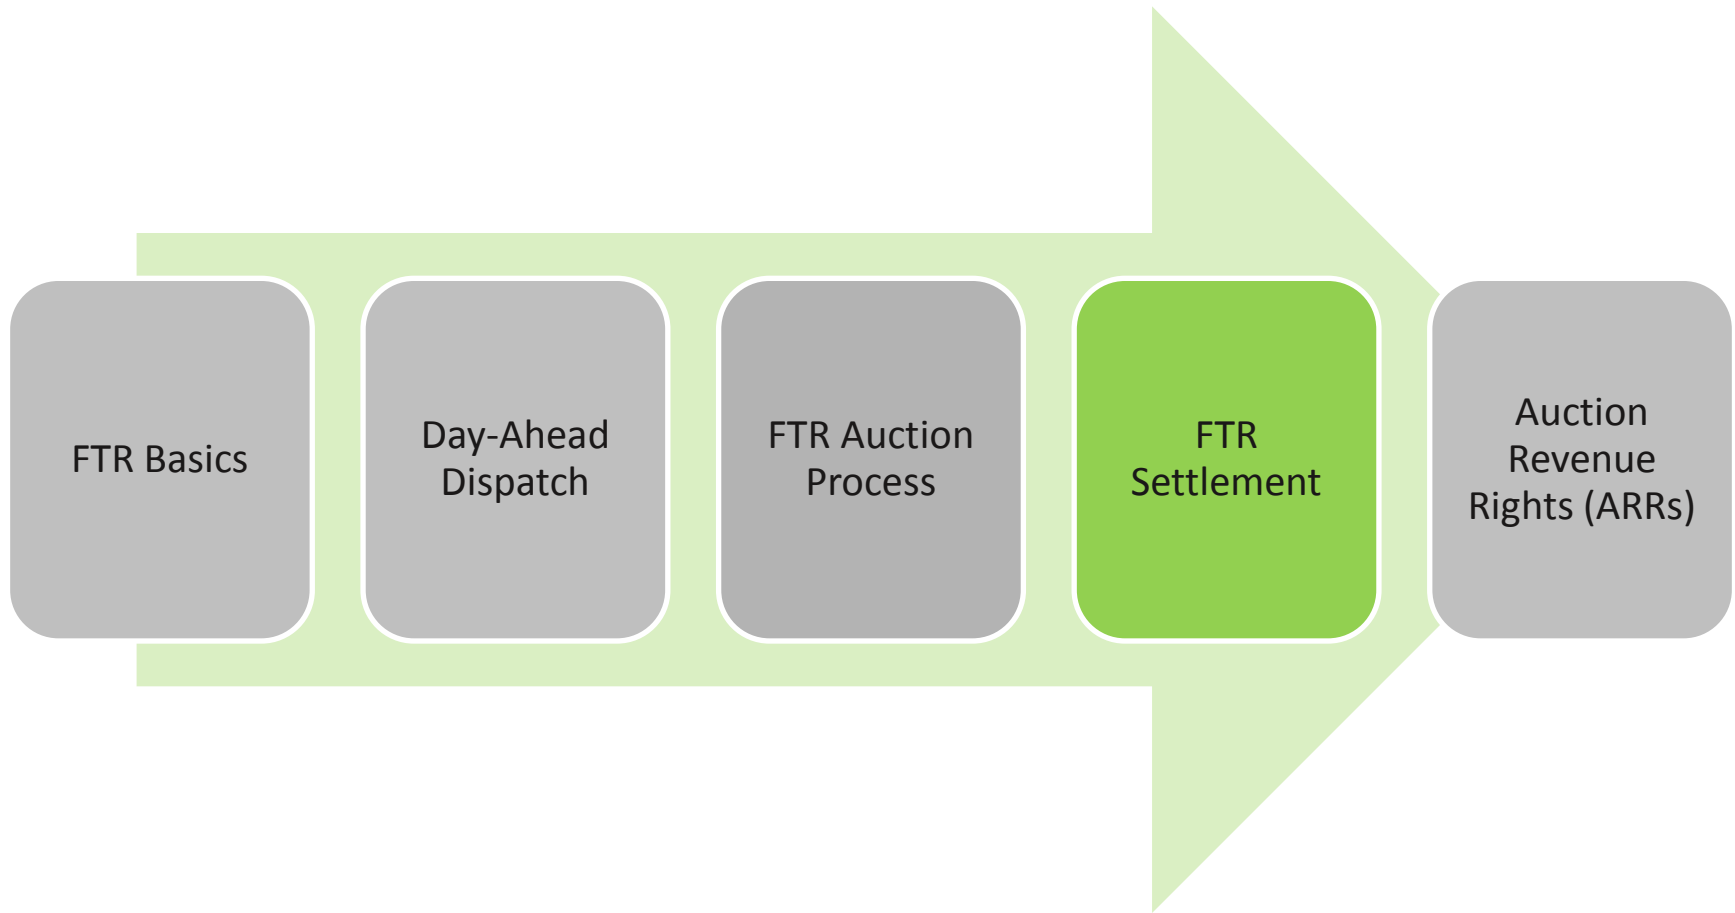 FTR Basics
Day-Ahead
Dispatch
FTR Auction
Process
FTR
Settlement
Auction
Revenue
Rights (ARRs)